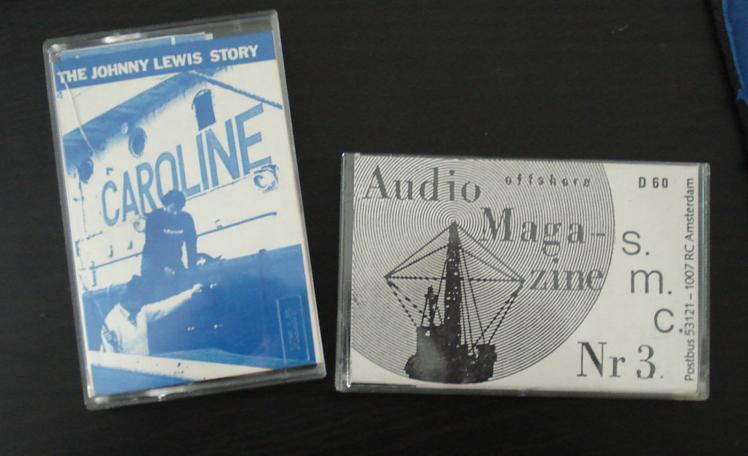 THE JOHNNY LEWIS STORY
CAROLINE
Audio offshore
Maga-
zine
D 60
s.
m.
c.
Nr 3.
Postbus 53121 - 1007 RC Amsterdam